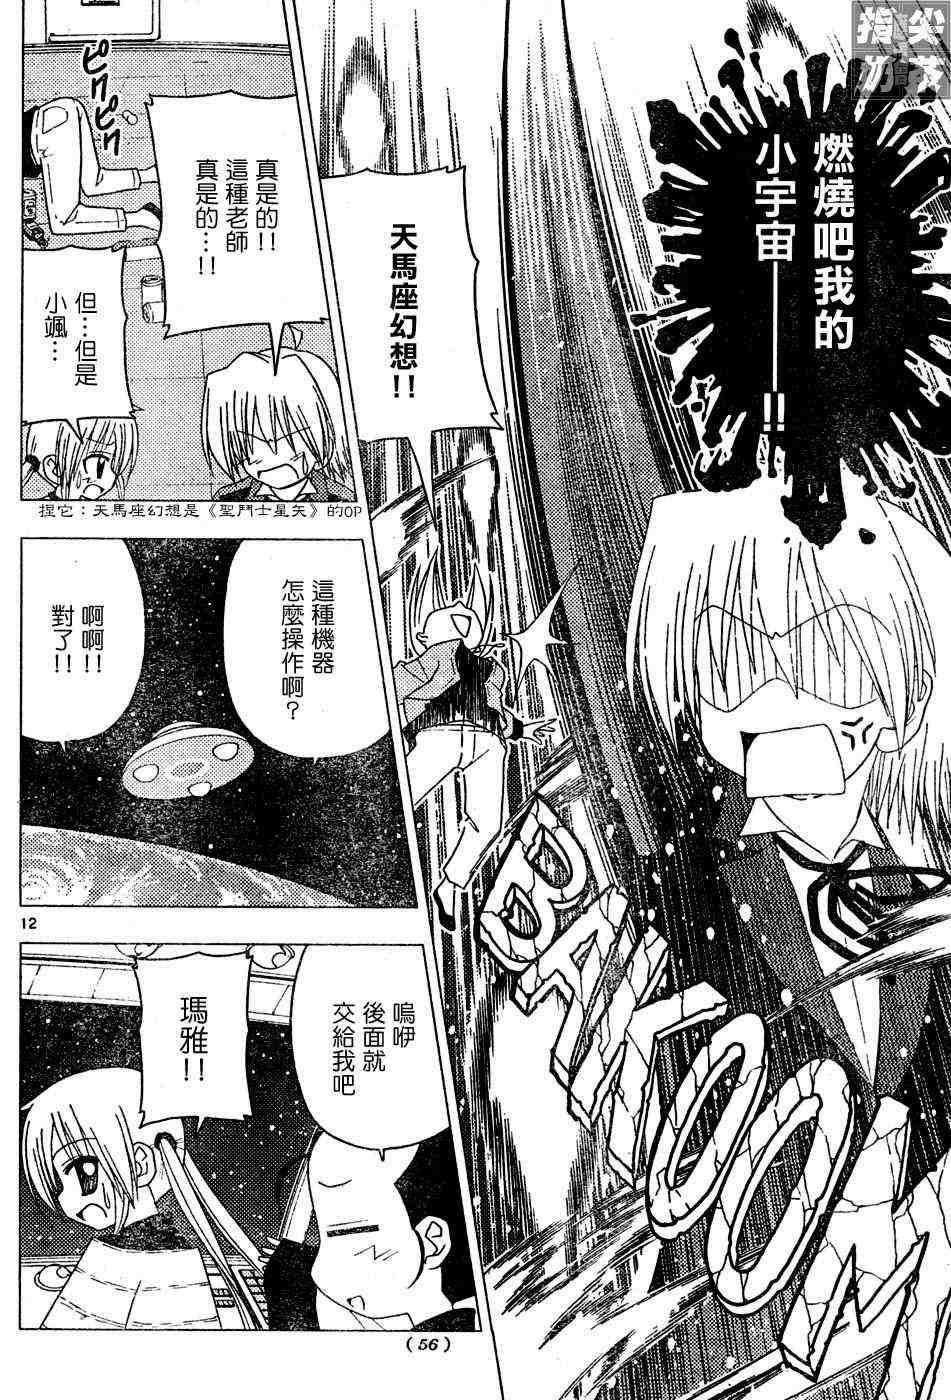 指尖
奶茶
燃燒吧我的
小宇宙——!!
天馬座幻想!!
BAKOOM
ピクピク
真是的!!
這種老師
真是的…!!
但…但是
小颯…
捏它：天馬座幻想是《聖鬥士星矢》的OP
這種機器
怎麼操作啊?
啊啊!!
對了!!
12
嗚咿
後面就
交給我吧
瑪雅!!
(56)